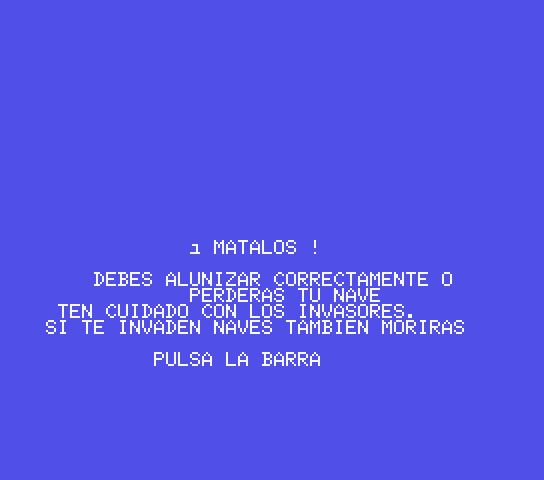 ı MATALOS !
DEBES ALUNIZAR CORRECTAMENTE O
PERDERAS TU NAVE
TEN CUIDADO CON LOS INVASORES.
SI TE INVADEN NAVES TAMBIEN MORIRAS
PULSA LA BARRA